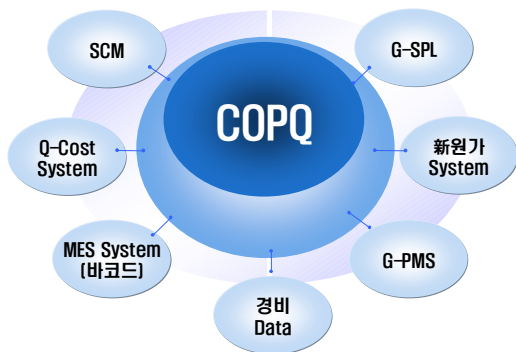 SCM
G-SPL
COPQ
Q-Cost
System
新원가
System
MES System
(바코드)
G-PMS
경비
Data